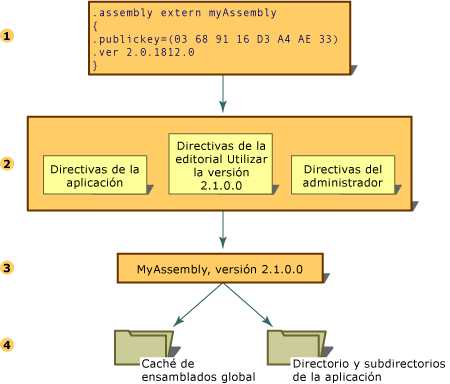 .assembly extern myAssembly
1
{
.publickey=(03 68 91 16 D3 A4 AE 33)
.ver 2.0.1812.0
}
2
Directivas de la
aplicación
Directivas de la
editorial Utilizar
la versión
2.1.0.0
Directivas del
administrador
3
MyAssembly, versión 2.1.0.0
4
Caché de
ensamblados global
Directorio y subdirectorios
de la aplicación